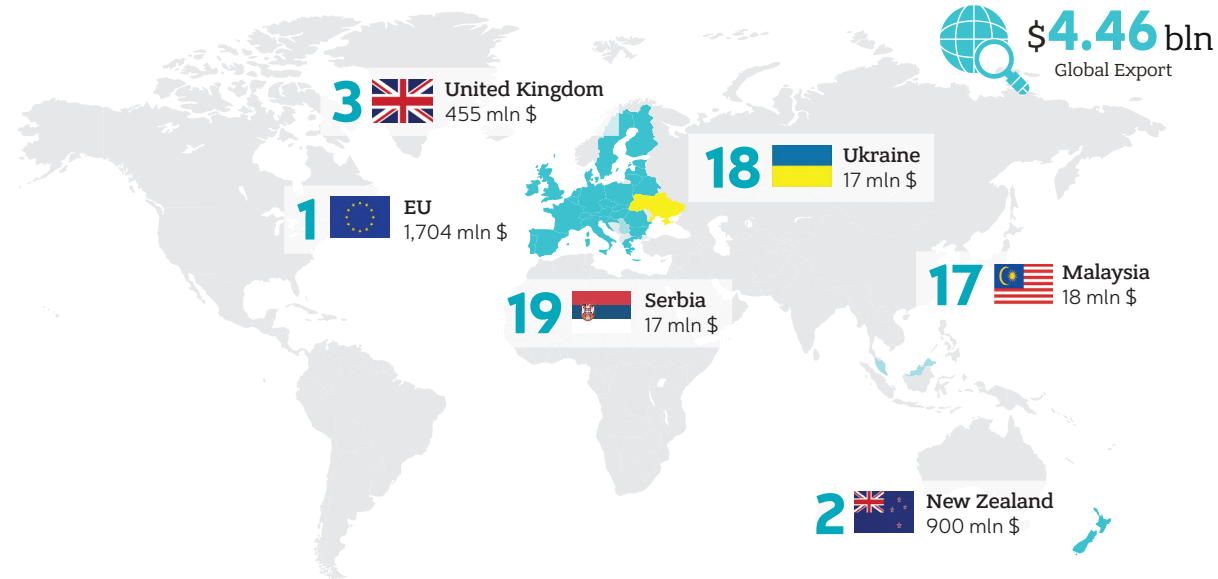 $4.46 bln
Global Export
3
United Kingdom
455 mln $
18
Ukraine
17 mln $
1
EU
1,704 mln $
17
Malaysia
18 mln $
19
Serbia
17 mln $
2
New Zealand
900 mln $